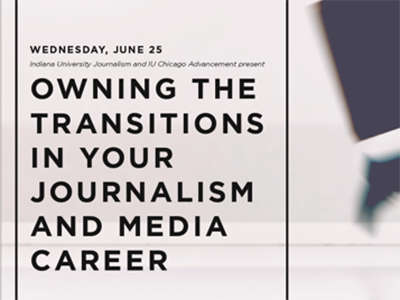 WEDNESDAY, JUNE 25
Indiana University Journalism and IU Chicago Advancement present
OWNING THE
TRANSITIONS
IN YOUR
JOURNALISM
AND MEDIA
CAREER